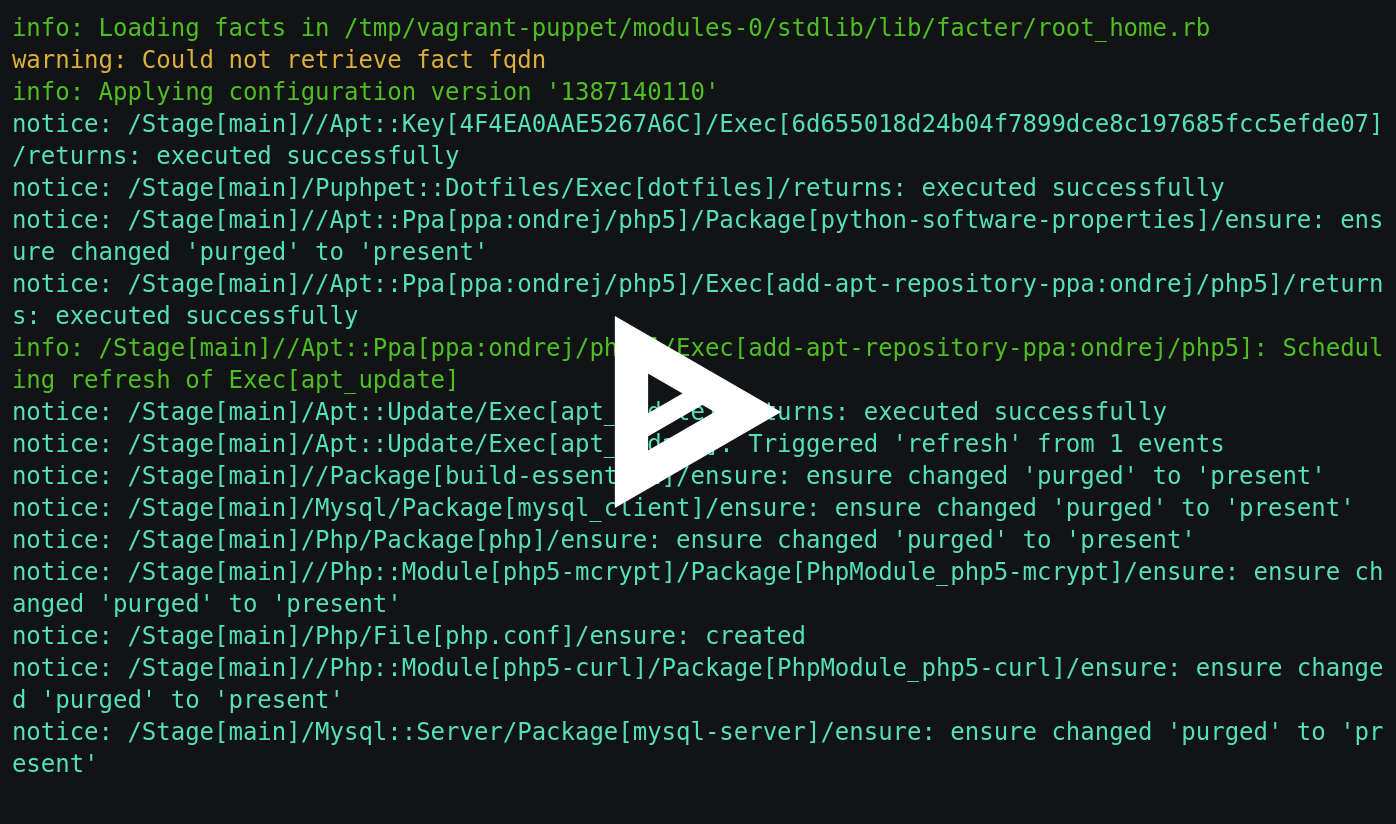 info: Loading facts in /tmp/vagrant-puppet/modules-0/stdlib/lib/facter/root_home.rb
warning: Could not retrieve fact fqdn
info: Applying configuration version '1387140110'
notice: /Stage[main]//Apt::Key[4F4EA0AAE5267A6C]/Exec[6d655018d24b04f7899dce8c197685fcc5efde07]
/returns: executed successfully
notice: /Stage[main]/Puphpet::Dotfiles/Exec[dotfiles]/returns: executed successfully
notice: /Stage[main]//Apt::Ppa[ppa:ondrej/php5]/Package[python-software-properties]/ensure: ens
ure changed 'purged' to 'present'
notice: /Stage[main]//Apt::Ppa[ppa:ondrej/php5]/Exec[add-apt-repository-ppa:ondrej/php5]/return
s: executed successfully
info: /Stage[main]//Apt::Ppa[ppa:ondrej/ph /Exec[add-apt-repository-ppa:ondrej/php5]: Schedul
ing refresh of Exec[apt_update]
notice: /Stage[main]/Apt::Update/Exec[apt_ turns: executed successfully
notice: /Stage[main]/Apt::Update/Exec[apt_ : Triggered 'refresh' from 1 events
notice: /Stage[main]//Package[build-essent ]/ensure: ensure changed 'purged' to 'present'
notice: /Stage[main]/Mysql/Package[mysql_client]/ensure: ensure changed 'purged' to 'present'
notice: /Stage[main]/Php/Package[php]/ensure: ensure changed 'purged' to 'present'
notice: /Stage[main]//Php::Module[php5-mcrypt]/Package[PhpModule_php5-mcrypt]/ensure: ensure ch
anged 'purged' to 'present'
notice: /Stage[main]/Php/File[php.conf]/ensure: created
notice: /Stage[main]//Php::Module[php5-curl]/Package[PhpModule_php5-curl]/ensure: ensure change
d 'purged' to 'present'
notice: /Stage[main]/Mysql::Server/Package[mysql-server]/ensure: ensure changed 'purged' to 'pr
esent'